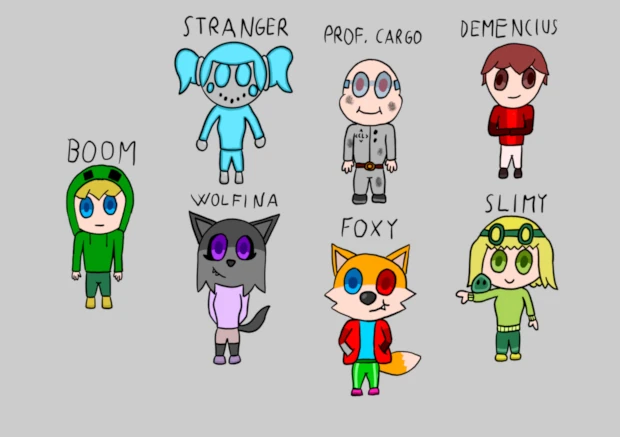 STRANGER
PROF. CARGO
DEMENCIUS
BOOM
WOLFINA
FOXY
SLIMY